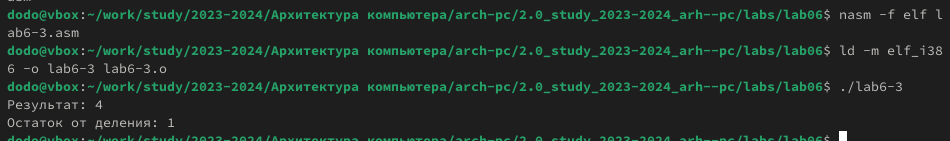 dodo@vbox:~/work/study/2023-2024/Архитектура компьютера/arch-pc/2.0_study_2023-2024_arh--pc/labs/lab06$ nasm -f elf l
ab6-3.asm
dodo@vbox:~/work/study/2023-2024/Архитектура компьютера/arch-pc/2.0_study_2023-2024_arh--pc/labs/lab06$ ld -m elf_i38
6 -o lab6-3 lab6-3.o
dodo@vbox:~/work/study/2023-2024/Архитектура компьютера/arch-pc/2.0_study_2023-2024_arh--pc/labs/lab06$ ./lab6-3
Результат: 4
Остаток от деления: 1
dodo@vbox:~/work/study/2023-2024/Архитектура компьютера/arch-pc/2.0_study_2023-2024_arh--pc/labs/lab06$